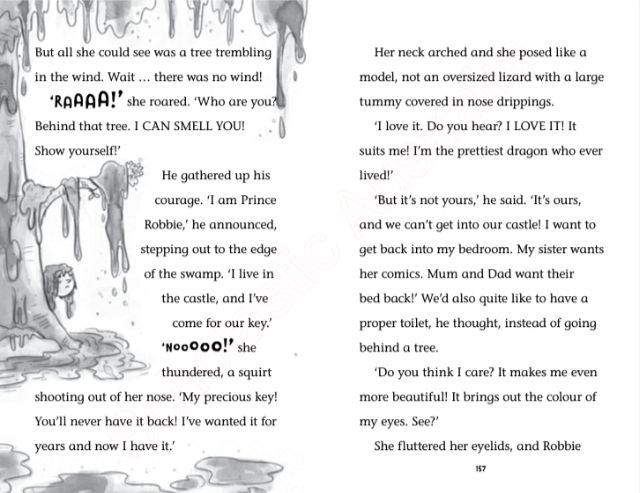 But all she could see was a tree trembling
in the wind. Wait … there was no wind!
‘RAAAA!’ she roared. ‘Who are you?
Behind that tree. I CAN SMELL YOU!
Show yourself!’
He gathered up his
courage. ‘I am Prince
Robbie,’ he announced,
stepping out to the edge
of the swamp. ‘I live in
the castle, and I’ve
come for our key.’
‘NooOOO!’ she
thundered, a squirt
shooting out of her nose. ‘My precious key!
You’ll never have it back! I’ve wanted it for
years and now I have it.’
Her neck arched and she posed like a
model, not an oversized lizard with a large
tummy covered in nose drippings.
‘I love it. Do you hear? I LOVE IT! It
suits me! I’m the prettiest dragon who ever
lived!’
‘But it’s not yours,’ he said. ‘It’s ours,
and we can’t get into our castle! I want to
get back into my bedroom. My sister wants
her comics. Mum and Dad want their
bed back!’ We’d also quite like to have a
proper toilet, he thought, instead of going
behind a tree.
‘Do you think I care? It makes me even
more beautiful! It brings out the colour of
my eyes. See?’
She fluttered her eyelids, and Robbie
157